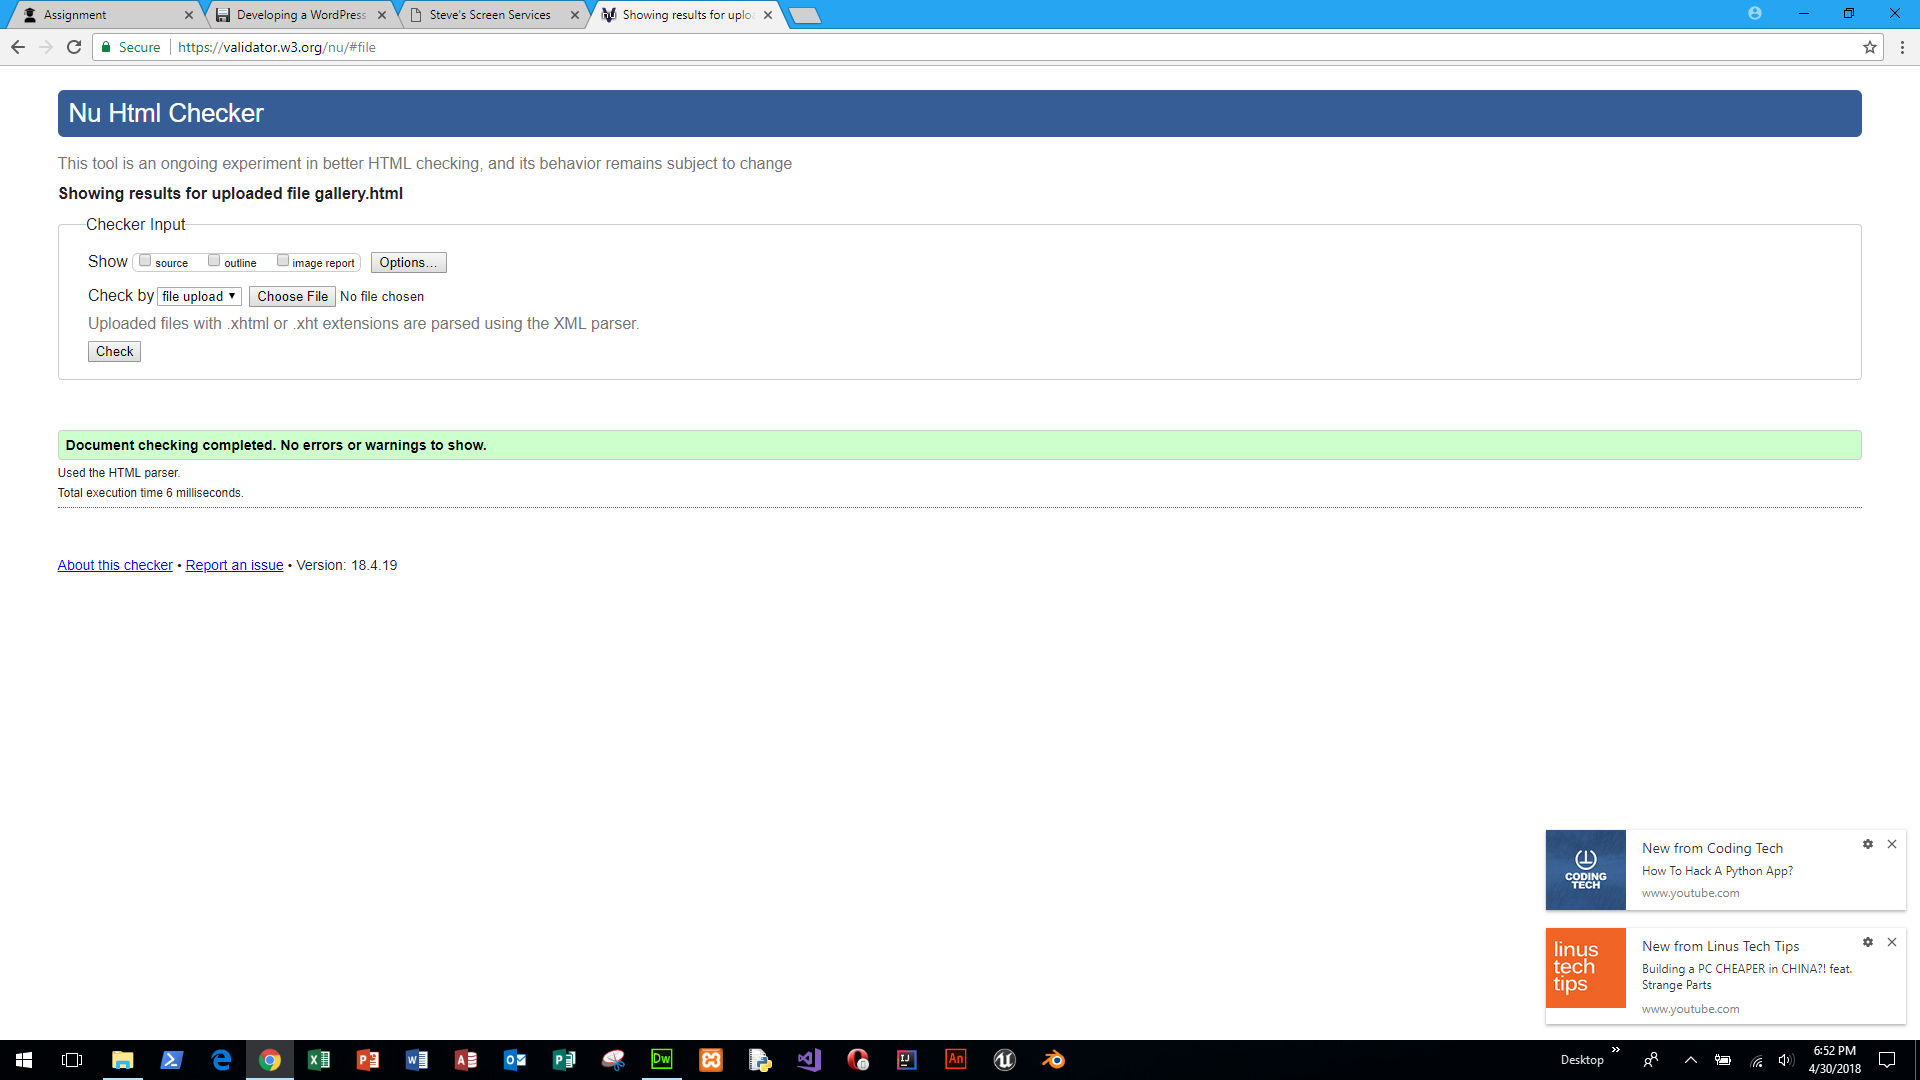 Assignment
Developing a WordPress
Steve's Screen Services
Showing results for uplo
Secure
https://validator.w3.org/nu/#file
Nu Html Checker
This tool is an ongoing experiment in better HTML checking, and its behavior remains subject to change
Showing results for uploaded file gallery.html
Checker Input
Show source outline image report Options...
Check by file upload Choose File No file chosen
Uploaded files with .xhtml or .xht extensions are parsed using the XML parser.
Check
Document checking completed. No errors or warnings to show.
Used the HTML parser.
Total execution time 6 milliseconds.
About this checker • Report an issue • Version: 18.4.19
CODING
TECH
New from Coding Tech
How To Hack A Python App?
www.youtube.com
linus
tech
tips
New from Linus Tech Tips
Building a PC CHEAPER in CHINA?! feat.
Strange Parts
www.youtube.com
Dw
IJ
An
Desktop
6:52 PM
4/30/2018